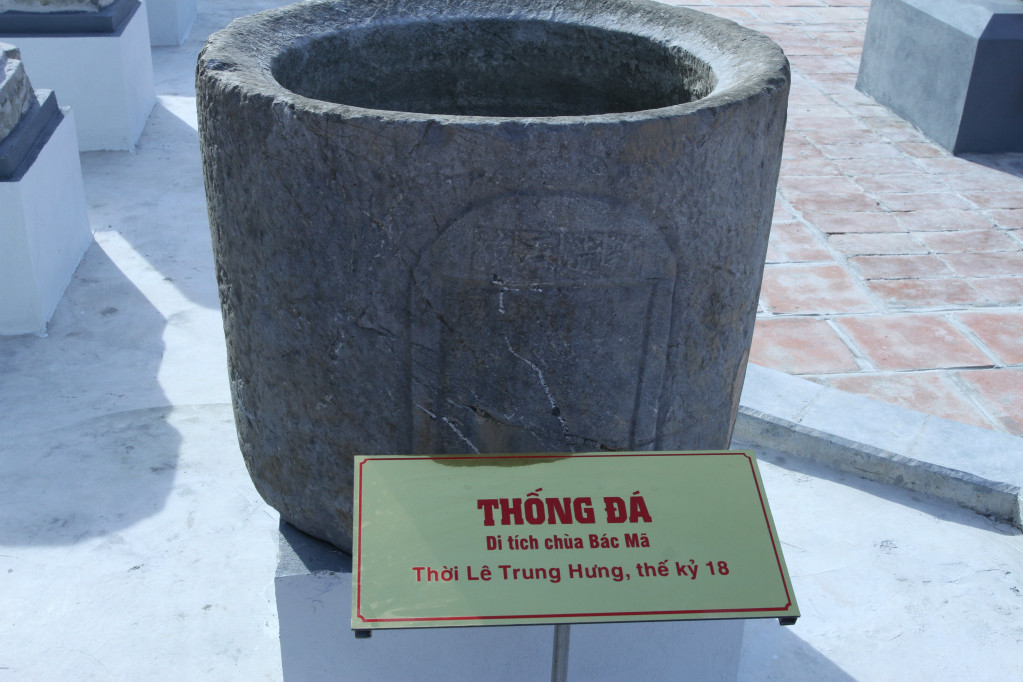 THỐNG ĐÁ
Di tích chùa Bác Mã
Thời Lê Trung Hưng, thế kỷ 18